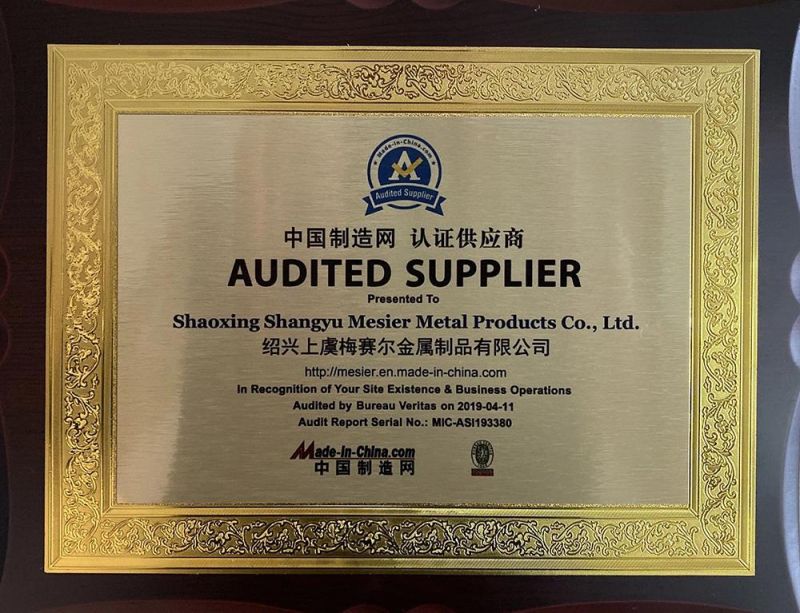 Made-in-China.com
A
Audited Supplier
中国制造网 认证供应商
AUDITED SUPPLIER
Presented To
Shaoxing Shangyu Mesier Metal Products Co., Ltd.
绍兴上虞梅赛尔金属制品有限公司
http://mesier.en.made-in-china.com
In Recognition of Your Site Existence & Business Operations
Audited by Bureau Veritas on 2019-04-11
Audit Report Serial No.: MIC-ASI193380
Made-in-China.com
中国制造网